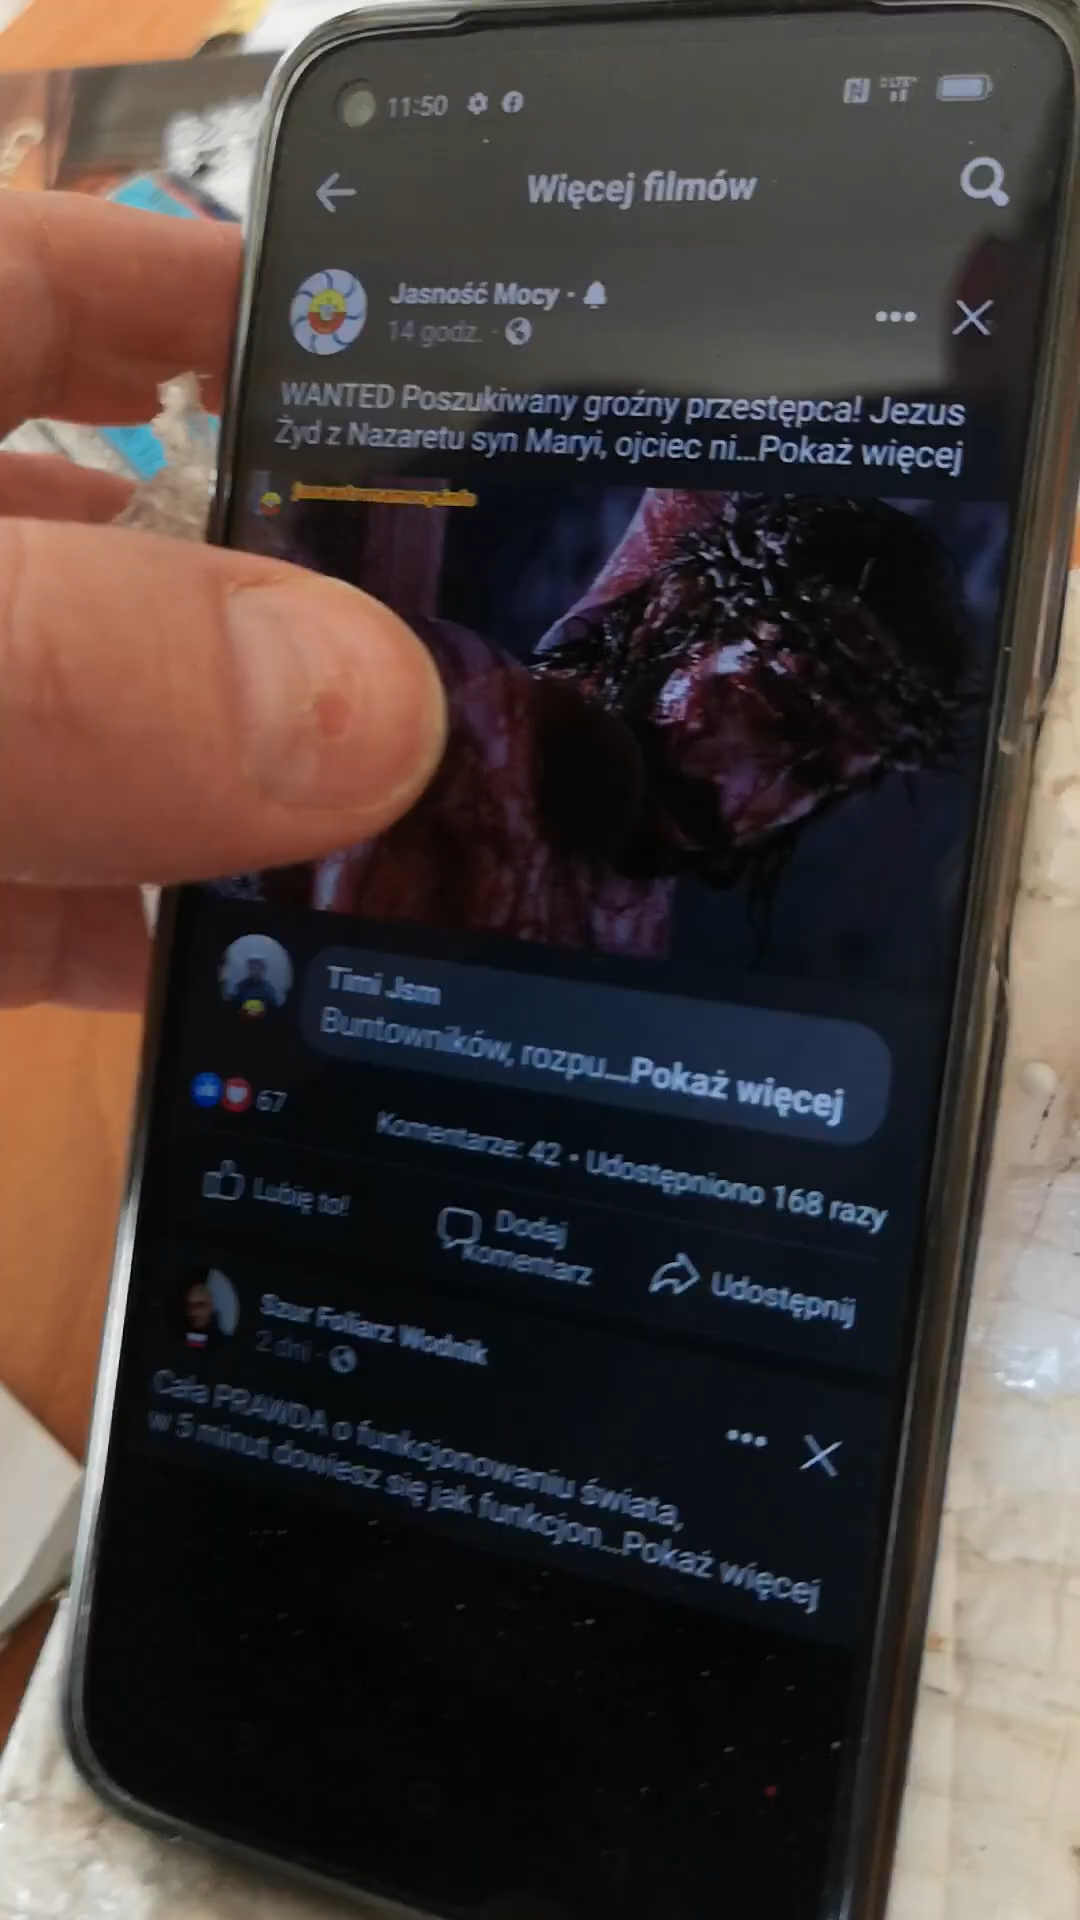 11:50
Więcej filmów
Jasność Mocy ·
14 godz. ·
WANTED Poszukiwany groźny przestępca! Jezus
Żyd z Nazaretu syn Maryi, ojciec ni...Pokaż więcej
Timi Jsm
Buntowników, rozpu...Pokaż więcej
67
Komentarze: 42 · Udostępniono 168 razy
Lubię to!
Dodaj
komentarz
Udostępnij
Szur Foliarz Wodnik
2 dni ·
Cała PRAWDA o funkcjonowaniu świata,
w 5 minut dowiesz się jak funkcjon...Pokaż więcej